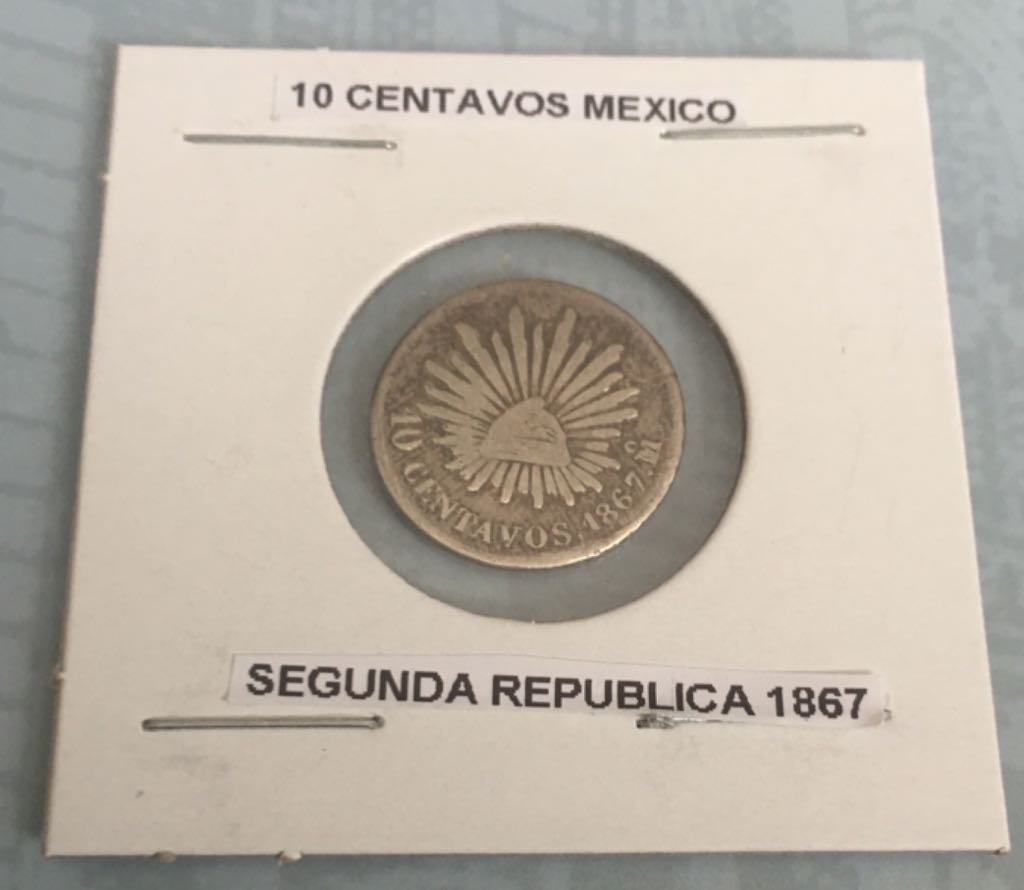 10 CENTAVOS MEXICO
10 CENTAVOS. 1867. Mº
SEGUNDA REPUBLICA 1867